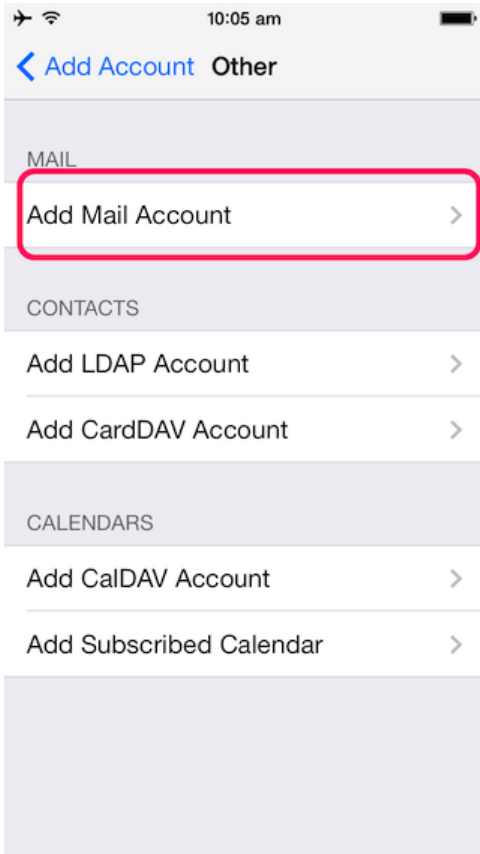 10:05 am
Add Account Other
MAIL
Add Mail Account
CONTACTS
Add LDAP Account
Add CardDAV Account
CALENDARS
Add CalDAV Account
Add Subscribed Calendar